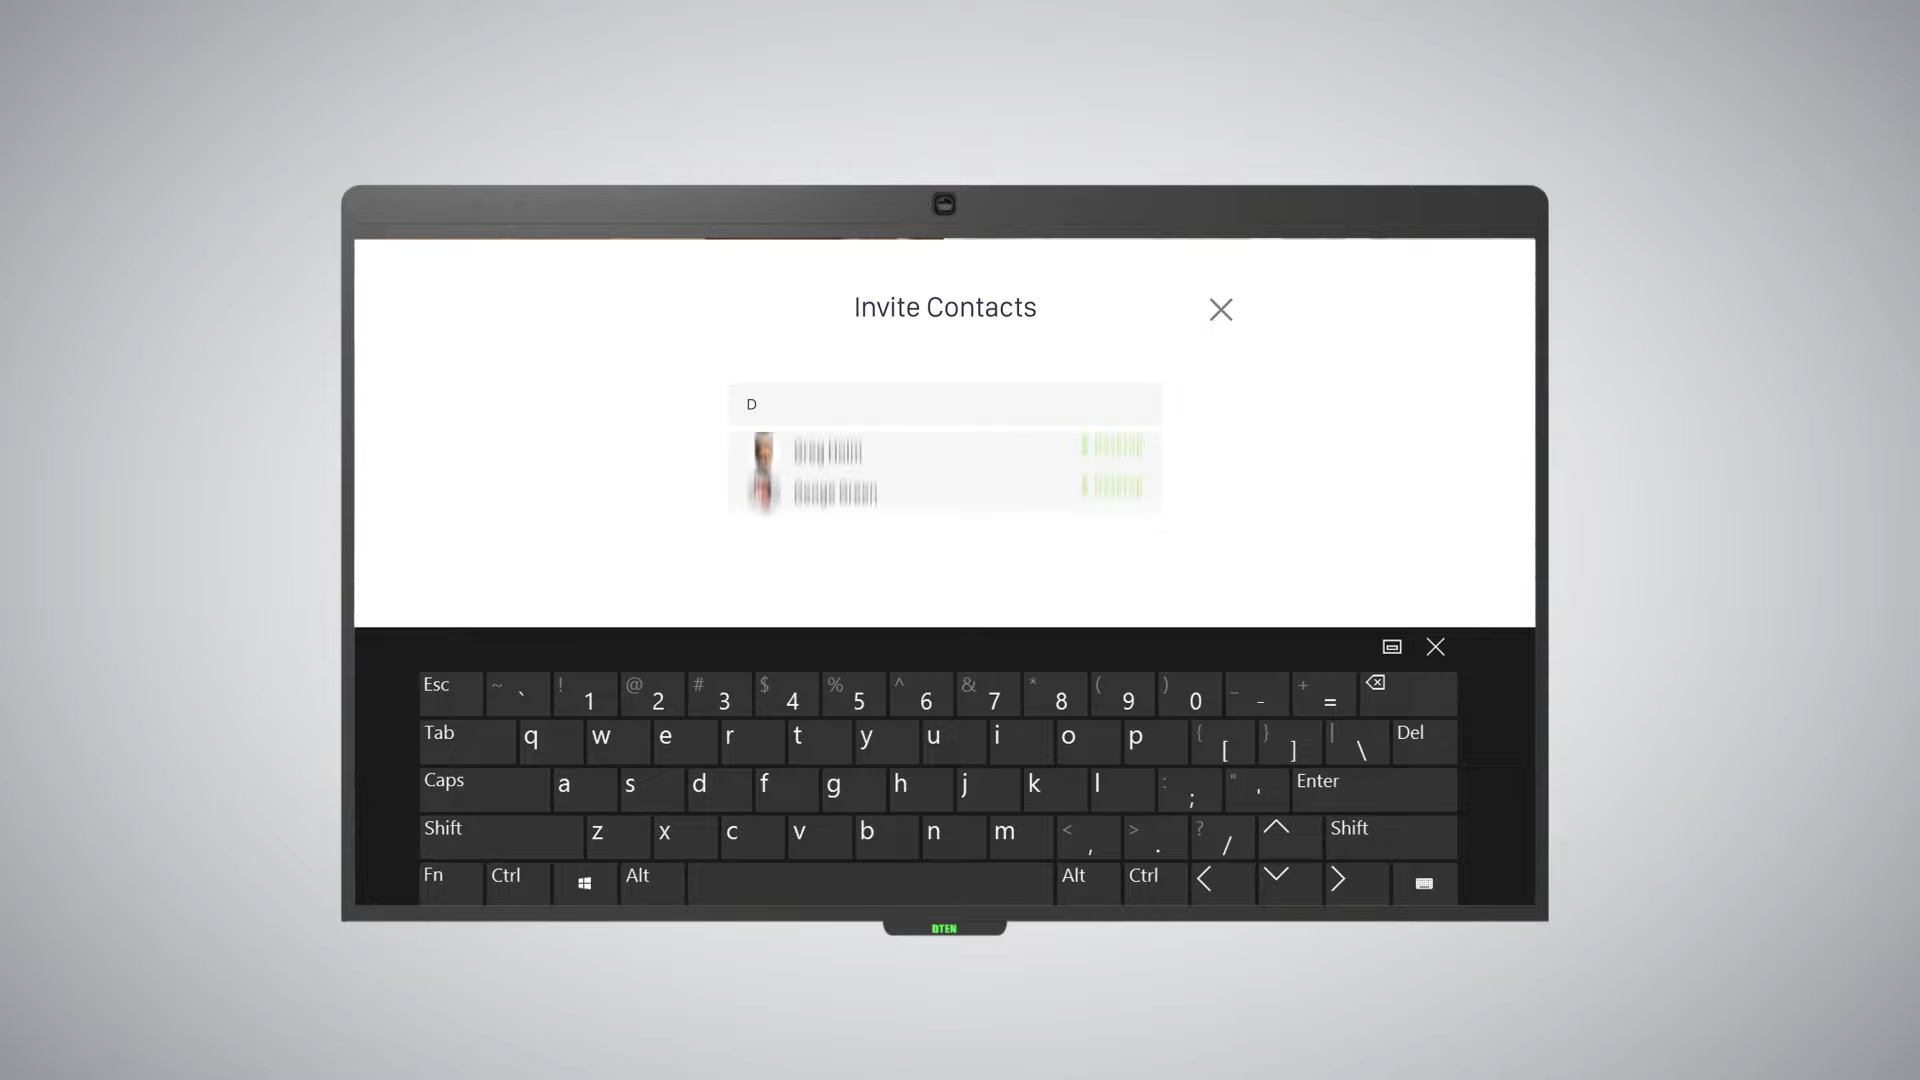 Invite Contacts
D
Esc ~ ` ! 1 @ 2 # 3 $ 4 % 5 ^ 6 & 7 * 8 ( 9 ) 0 _ - + =
Tab q w e r t y u i o p { [ } ] | \ Del
Caps a s d f g h j k l : ; " ' Enter
Shift z x c v b n m < , > . ? / Shift
Fn Ctrl Alt Alt Ctrl
DTEN